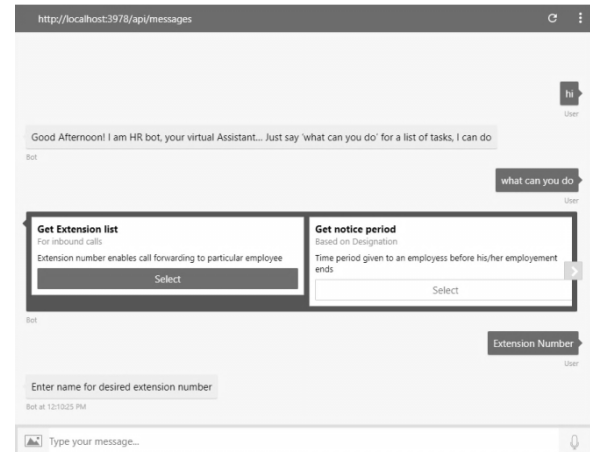 http://localhost:3978/api/messages
hi
User
Good Afternoon! I am HR bot, your virtual Assistant... Just say 'what can you do' for a list of tasks, I can do
Bot
what can you do
User
Get Extension list
For inbound calls
Extension number enables call forwarding to particular employee
Select
Get notice period
Based on Designation
Time period given to an employess before his/her employement
ends
Select
Bot
Extension Number
User
Enter name for desired extension number
Bot at 12:10:25 PM
Type your message...